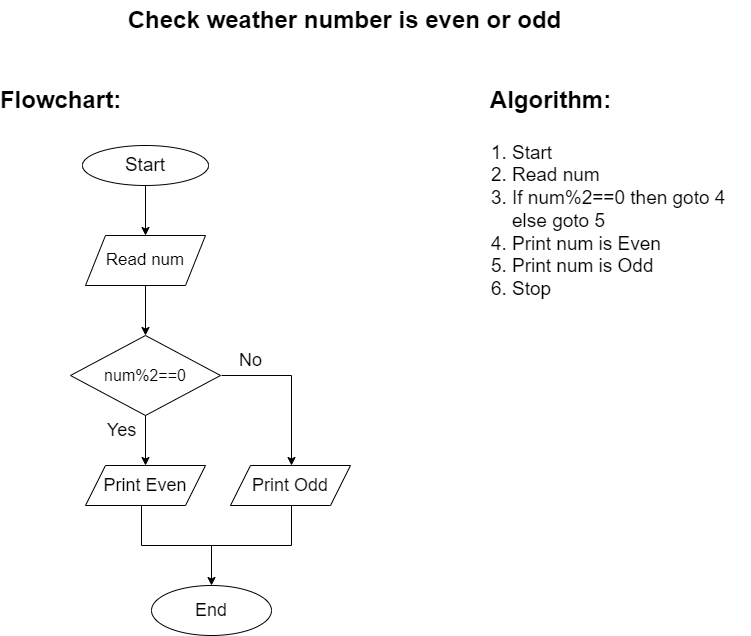 Check weather number is even or odd
Flowchart:
Start
Read num
num%2==0
No
Yes
Print Even
Print Odd
End
Algorithm:
1. Start
2. Read num
3. If num%2==0 then goto 4
else goto 5
4. Print num is Even
5. Print num is Odd
6. Stop